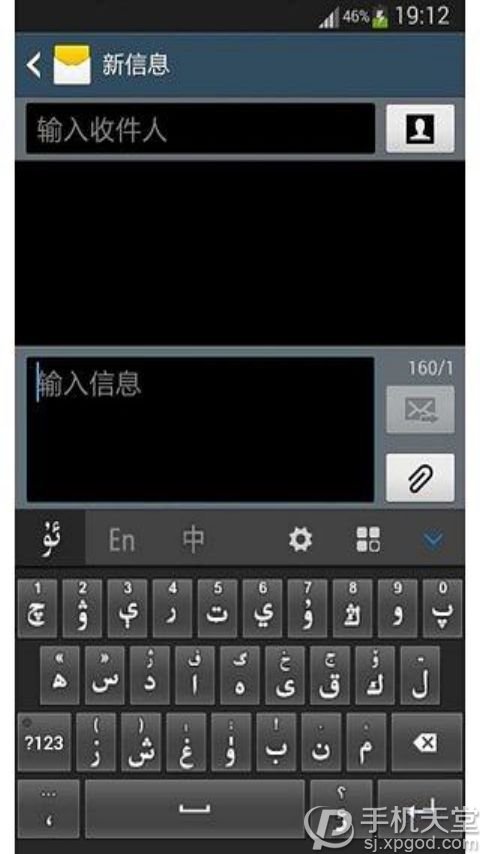 46% 19:12
新信息
输入收件人
160/1
输入信息
ئۇ En 中
1 2 3 4 5 6 7 8 9 0
چ ۋ ې ر ت ي ۇ ڭ و پ
« » ژ ف گ خ ج ۆ
ھ س د ا ە ى ق ك ل
( ) : ; !
?123 ز ش غ ۈ ب ن م
... ؟
،
手机天堂
sj.xpgod.com